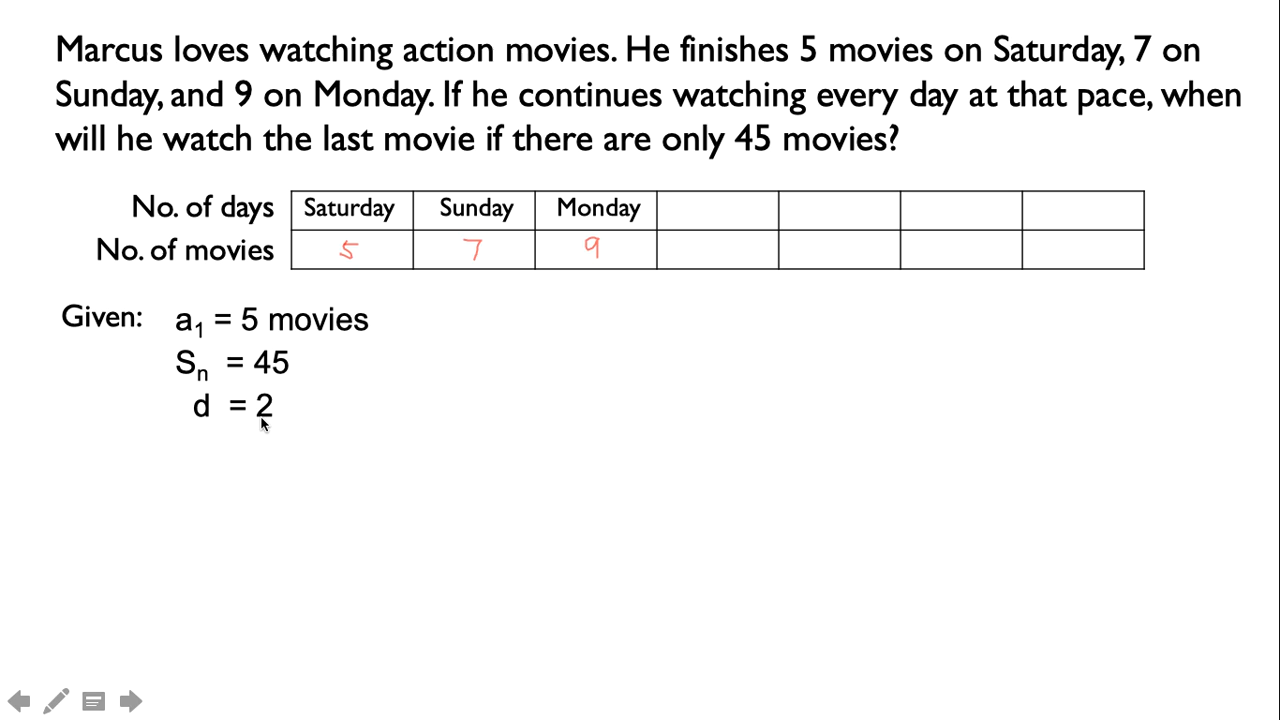 Marcus loves watching action movies. He finishes 5 movies on Saturday, 7 on
Sunday, and 9 on Monday. If he continues watching every day at that pace, when
will he watch the last movie if there are only 45 movies?
No. of days Saturday Sunday Monday
No. of movies 5 7 9
Given: a₁ = 5 movies
Sₙ = 45
d = 2